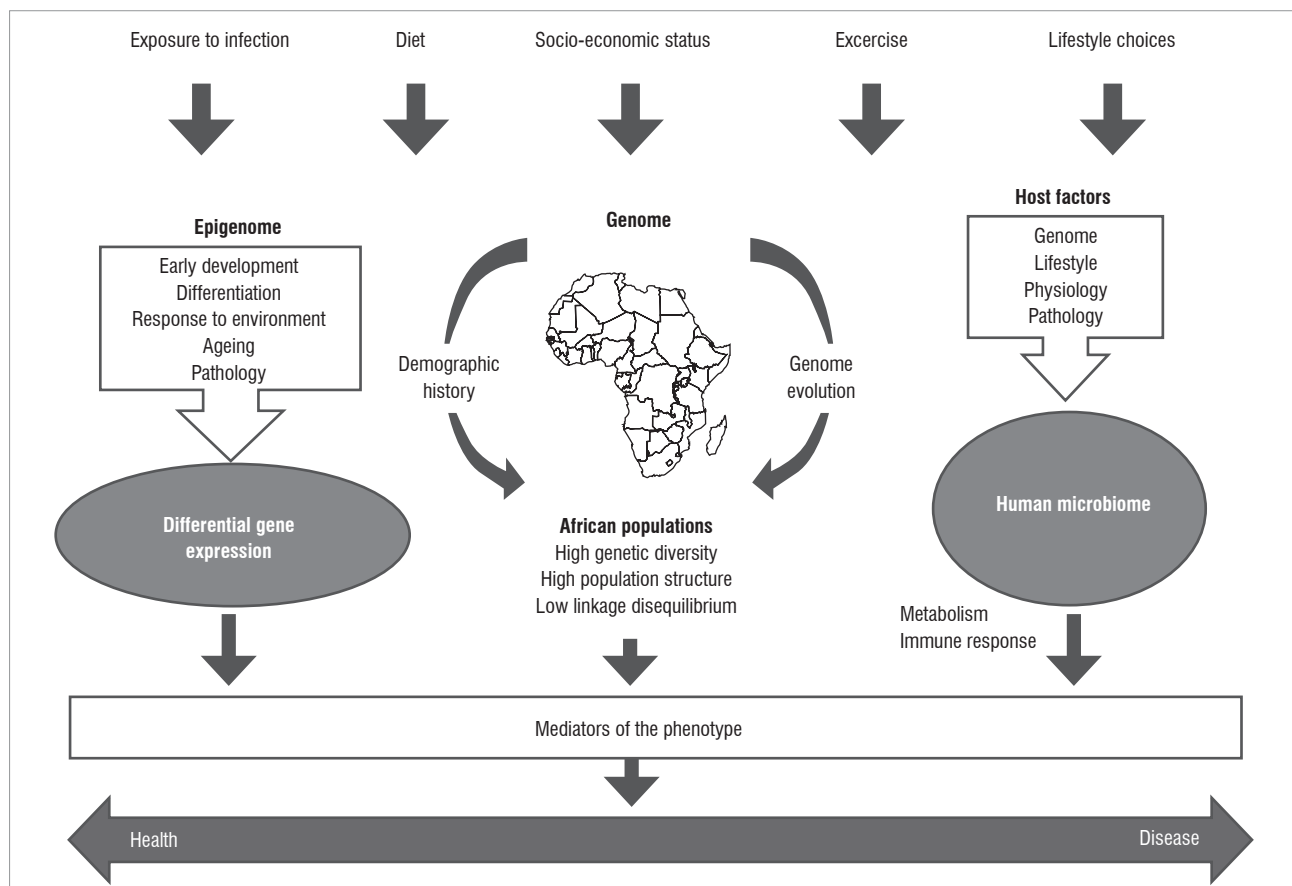 Exposure to infection
Diet
Socio-economic status
Excercise
Lifestyle choices
Epigenome
Early development
Differentiation
Response to environment
Ageing
Pathology
Differential gene
expression
Genome
Demographic
history
Genome
evolution
African populations
High genetic diversity
High population structure
Low linkage disequilibrium
Host factors
Genome
Lifestyle
Physiology
Pathology
Human microbiome
Metabolism
Immune response
Mediators of the phenotype
Health
Disease